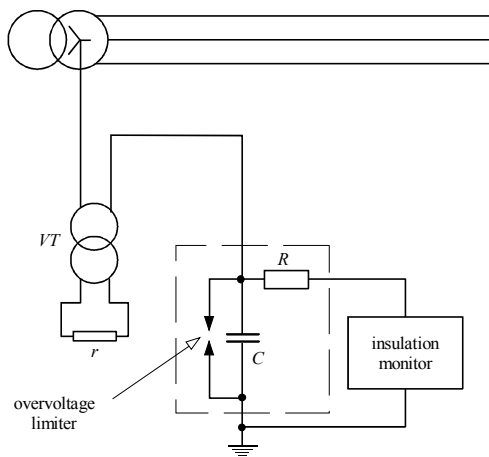 VT
R
r
C
insulation
monitor
overvoltage
limiter